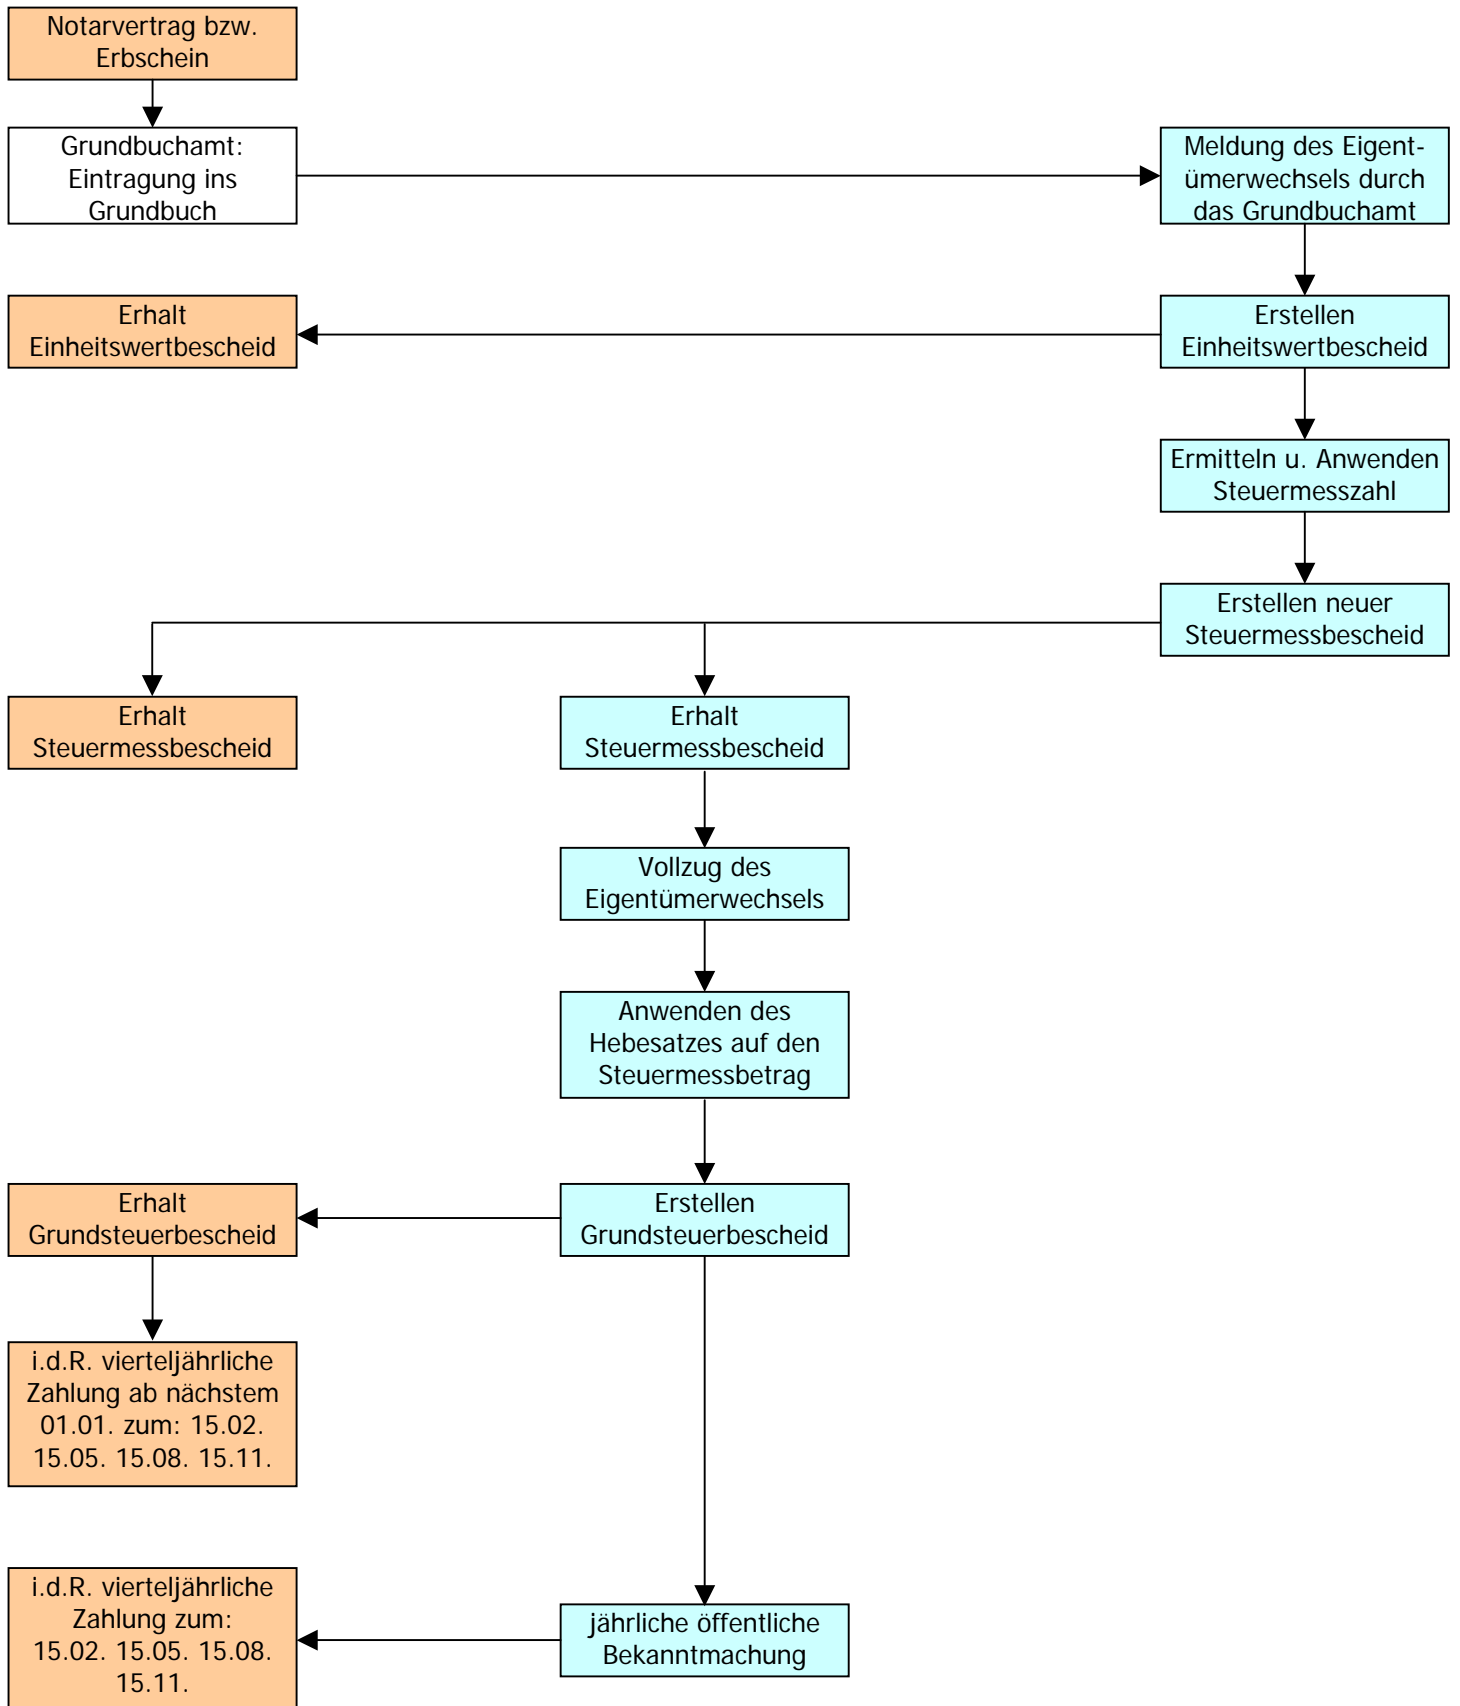 Notarvertrag bzw.
Erbschein
Grundbuchamt:
Eintragung ins
Grundbuch
Meldung des Eigent-
ümerwechsels durch
das Grundbuchamt
Erhalt
Einheitswertbescheid
Erstellen
Einheitswertbescheid
Ermitteln u. Anwenden
Steuermesszahl
Erstellen neuer
Steuermessbescheid
Erhalt
Steuermessbescheid
Erhalt
Steuermessbescheid
Vollzug des
Eigentümerwechsels
Anwenden des
Hebesatzes auf den
Steuermessbetrag
Erhalt
Grundsteuerbescheid
Erstellen
Grundsteuerbescheid
i.d.R. vierteljährliche
Zahlung ab nächstem
01.01. zum: 15.02.
15.05. 15.08. 15.11.
i.d.R. vierteljährliche
Zahlung zum:
15.02. 15.05. 15.08.
15.11.
jährliche öffentliche
Bekanntmachung